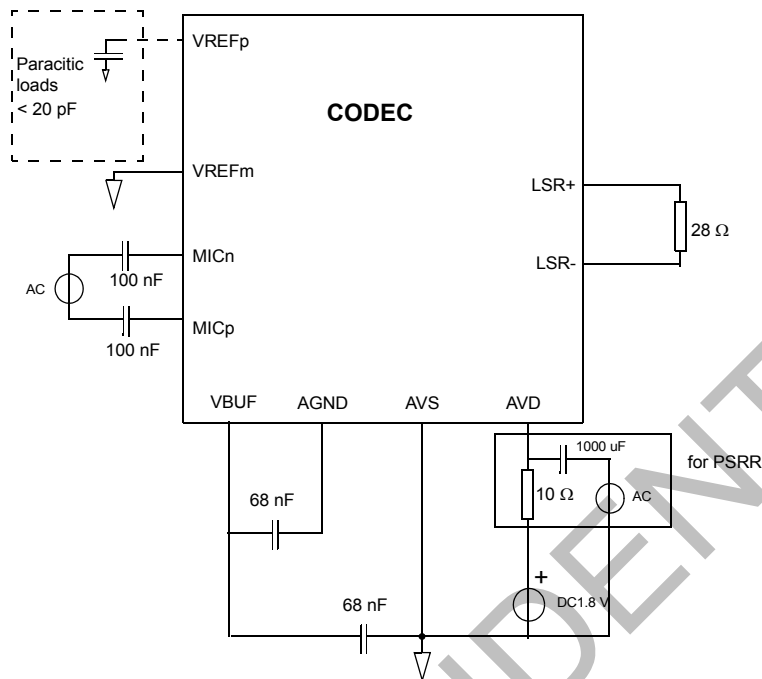 VREFp
Paracitic
loads
< 20 pF
CODEC
VREFm
LSR+
28 Ω
MICn
100 nF
LSR-
AC
MICp
100 nF
VBUF
AGND
AVS
AVD
1000 uF
for PSRR
10 Ω
AC
68 nF
+
DC1.8 V
68 nF